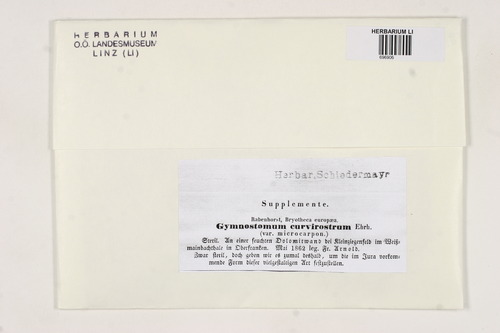 HERBARIUM
O.Ö. LANDESMUSEUM
LINZ (LI)
HERBARIUM LI
Herbar. Schiedermayr
Supplemente.
Rabenhorst, Bryotheca europæa.
Gymnostomum curvirostrum Ehrh.
(var. microcarpon.)
Steril. An einer feuchten Dolomitwand bei Kleinziegenfeld im Weiß-
mainbachthale in Oberfranken. Mai 1862 leg. Fr. Arnold.
Zwar steril, doch geben wir es zumal deshalb, um die im Jura vorkom-
mende Form dieser vielgestaltigen Art festzustellen.